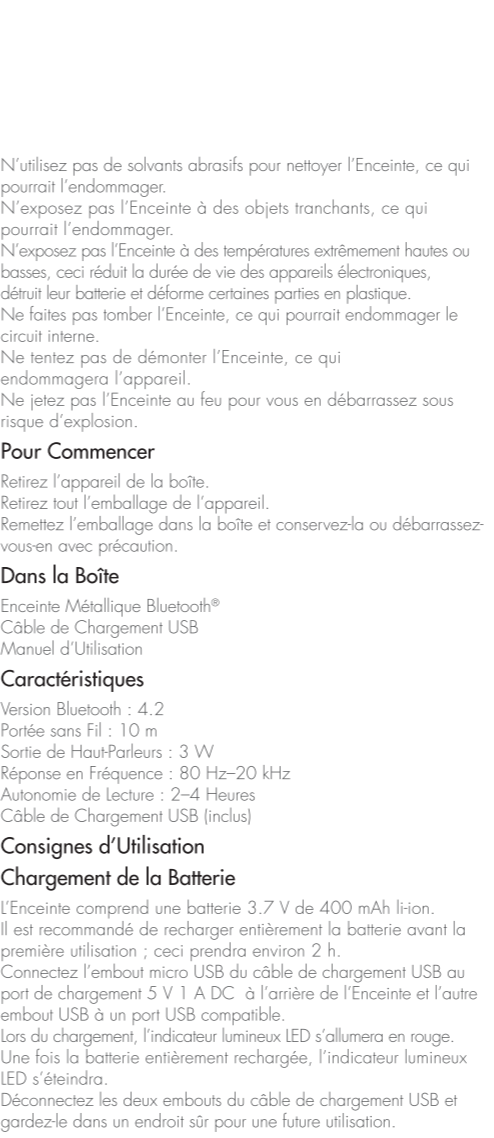 N’utilisez pas de solvants abrasifs pour nettoyer l’Enceinte, ce qui
pourrait l’endommager.
N’exposez pas l’Enceinte à des objets tranchants, ce qui
pourrait l’endommager.
N’exposez pas l’Enceinte à des températures extrêmement hautes ou
basses, ceci réduit la durée de vie des appareils électroniques,
détruit leur batterie et déforme certaines parties en plastique.
Ne faites pas tomber l’Enceinte, ce qui pourrait endommager le
circuit interne.
Ne tentez pas de démonter l’Enceinte, ce qui
endommagera l’appareil.
Ne jetez pas l’Enceinte au feu pour vous en débarrassez sous
risque d’explosion.
Pour Commencer
Retirez l’appareil de la boîte.
Retirez tout l’emballage de l’appareil.
Remettez l’emballage dans la boîte et conservez-la ou débarrassez-
vous-en avec précaution.
Dans la Boîte
Enceinte Métallique Bluetooth®
Câble de Chargement USB
Manuel d’Utilisation
Caractéristiques
Version Bluetooth : 4.2
Portée sans Fil : 10 m
Sortie de Haut-Parleurs : 3 W
Réponse en Fréquence : 80 Hz–20 kHz
Autonomie de Lecture : 2–4 Heures
Câble de Chargement USB (inclus)
Consignes d’Utilisation
Chargement de la Batterie
L’Enceinte comprend une batterie 3.7 V de 400 mAh li-ion.
Il est recommandé de recharger entièrement la batterie avant la
première utilisation ; ceci prendra environ 2 h.
Connectez l’embout micro USB du câble de chargement USB au
port de chargement 5 V 1 A DC à l’arrière de l’Enceinte et l’autre
embout USB à un port USB compatible.
Lors du chargement, l’indicateur lumineux LED s’allumera en rouge.
Une fois la batterie entièrement rechargée, l’indicateur lumineux
LED s’éteindra.
Déconnectez les deux embouts du câble de chargement USB et
gardez-le dans un endroit sûr pour une future utilisation.